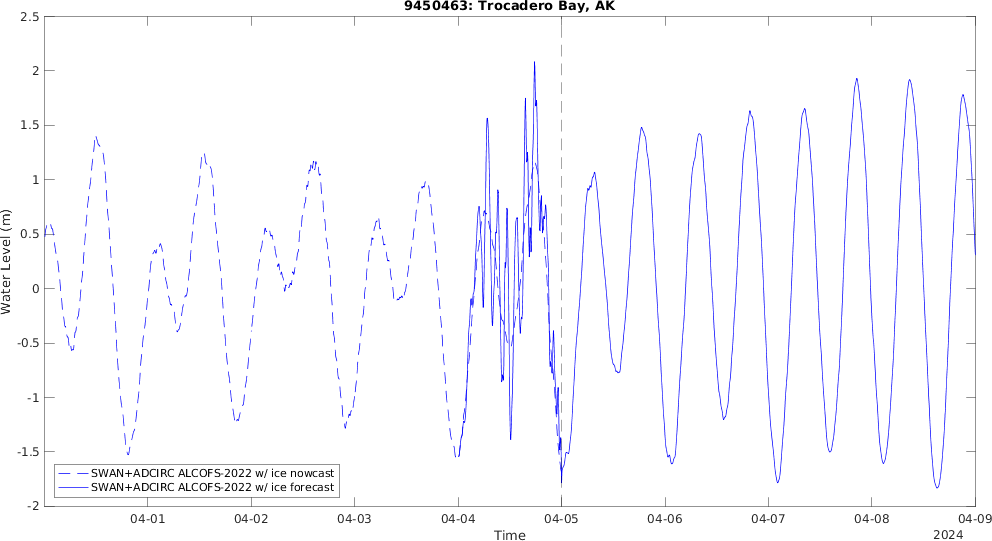 9450463: Trocadero Bay, AK
2.5
2
1.5
1
0.5
0
-0.5
-1
-1.5
-2
Water Level (m)
SWAN+ADCIRC ALCOFS-2022 w/ ice nowcast
SWAN+ADCIRC ALCOFS-2022 w/ ice forecast
04-01 04-02 04-03 04-04 04-05 04-06 04-07 04-08 04-09
Time
2024